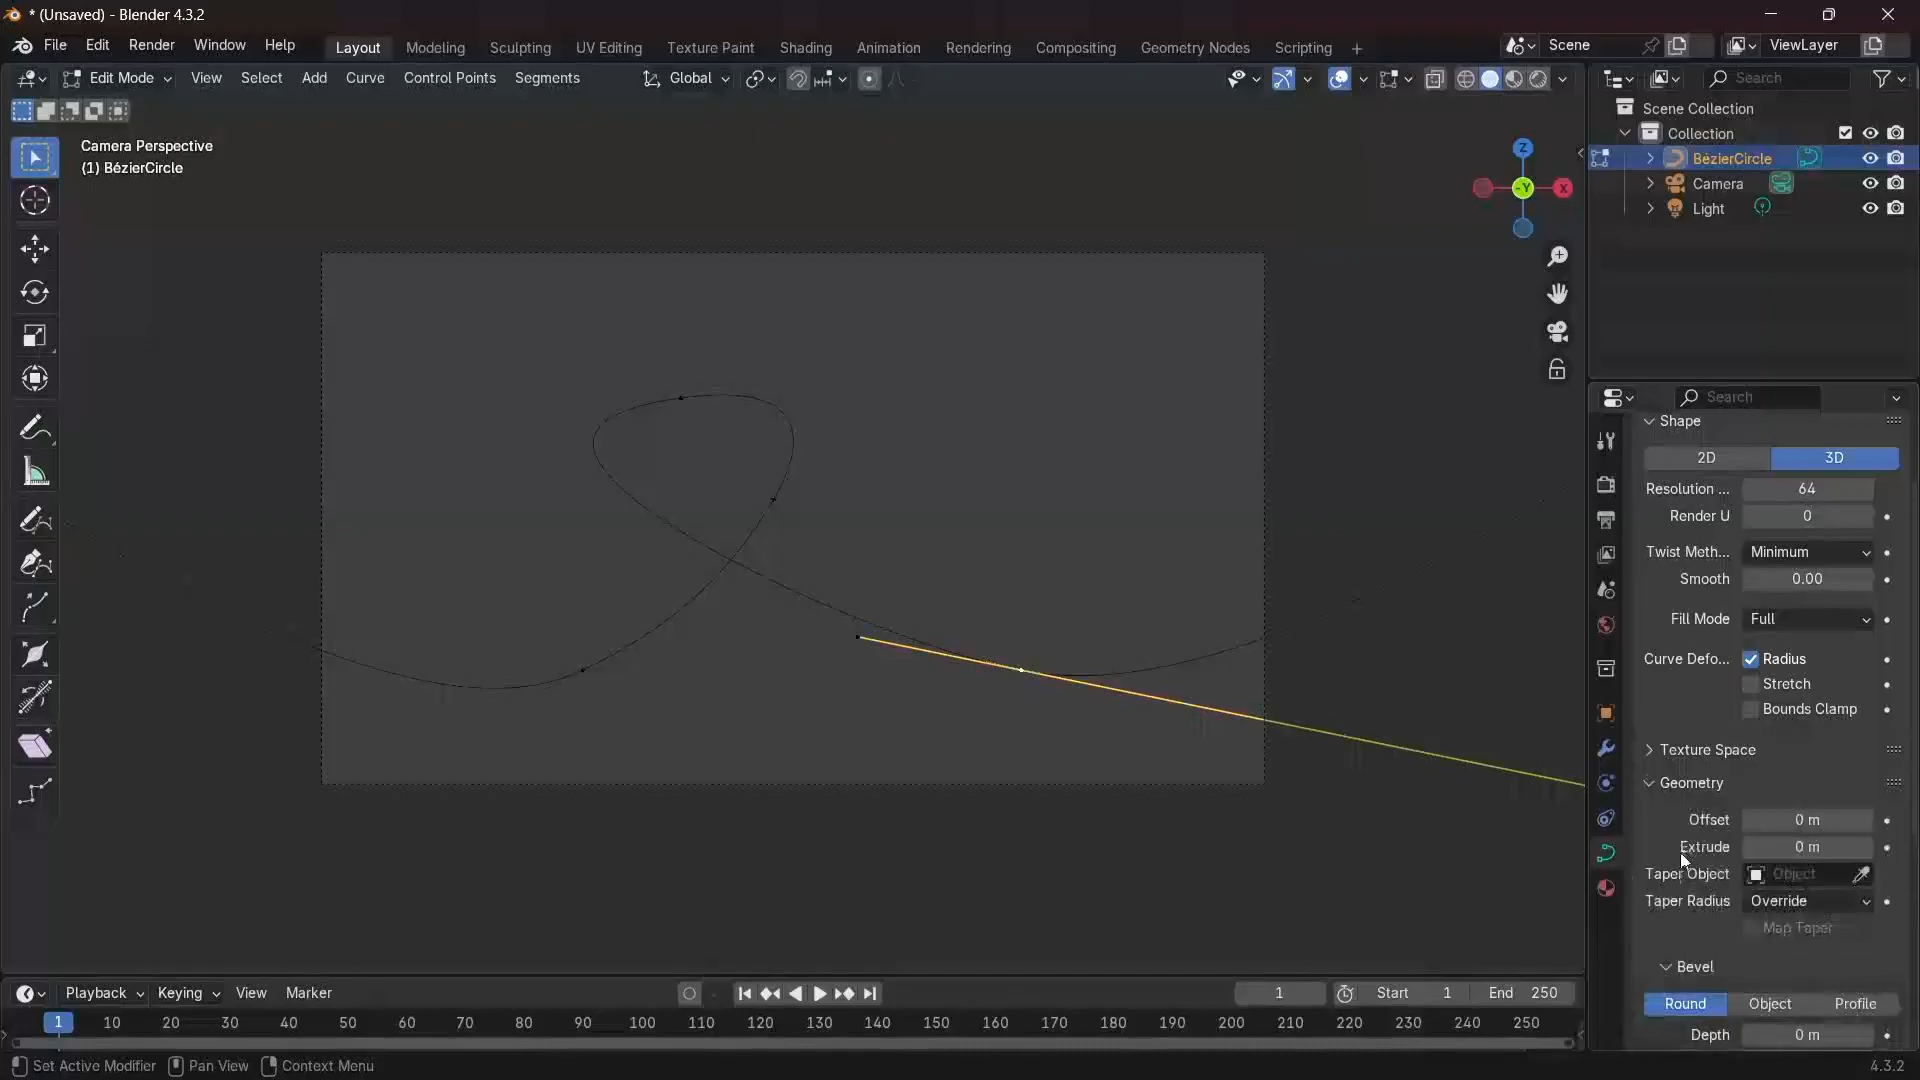 * (Unsaved) - Blender 4.3.2
File Edit Render Window Help Layout Modeling Sculpting UV Editing Texture Paint Shading Animation Rendering Compositing Geometry Nodes Scripting + Scene ViewLayer
Edit Mode View Select Add Curve Control Points Segments Global Search
Camera Perspective
(1) BézierCircle
Z
-Y X
Scene Collection
Collection
BézierCircle
Camera
Light
Search
Shape
2D 3D
Resolution ... 64
Render U 0
Twist Meth... Minimum
Smooth 0.00
Fill Mode Full
Curve Defo... Radius
Stretch
Bounds Clamp
Texture Space
Geometry
Offset 0 m
Extrude 0 m
Taper Object Object
Taper Radius Override
Map Taper
Bevel
Round Object Profile
Depth 0 m
Playback Keying View Marker 1 Start 1 End 250
1 10 20 30 40 50 60 70 80 90 100 110 120 130 140 150 160 170 180 190 200 210 220 230 240 250
Set Active Modifier Pan View Context Menu 4.3.2